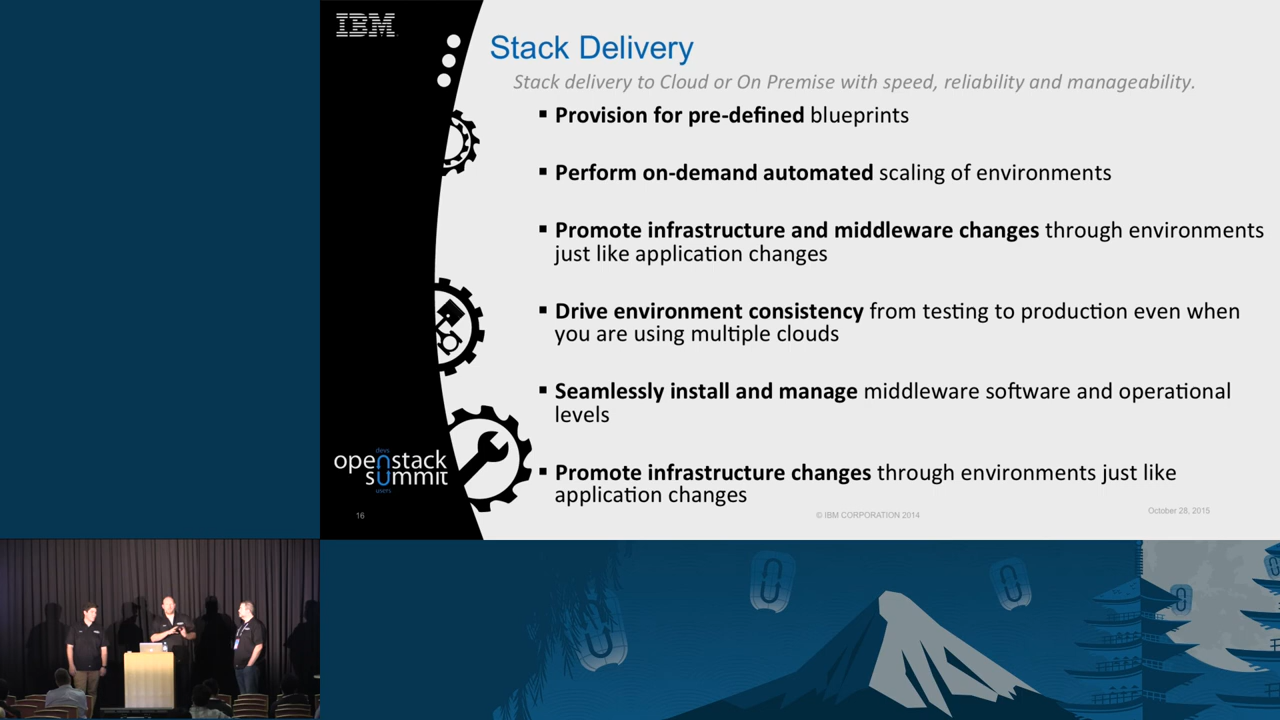 IBM
Stack Delivery
Stack delivery to Cloud or On Premise with speed, reliability and manageability.
▪ Provision for pre-defined blueprints
▪ Perform on-demand automated scaling of environments
▪ Promote infrastructure and middleware changes through environments
just like application changes
▪ Drive environment consistency from testing to production even when
you are using multiple clouds
▪ Seamlessly install and manage middleware software and operational
levels
▪ Promote infrastructure changes through environments just like
application changes
devs
openstack
summit
users
16
© IBM CORPORATION 2014
October 28, 2015